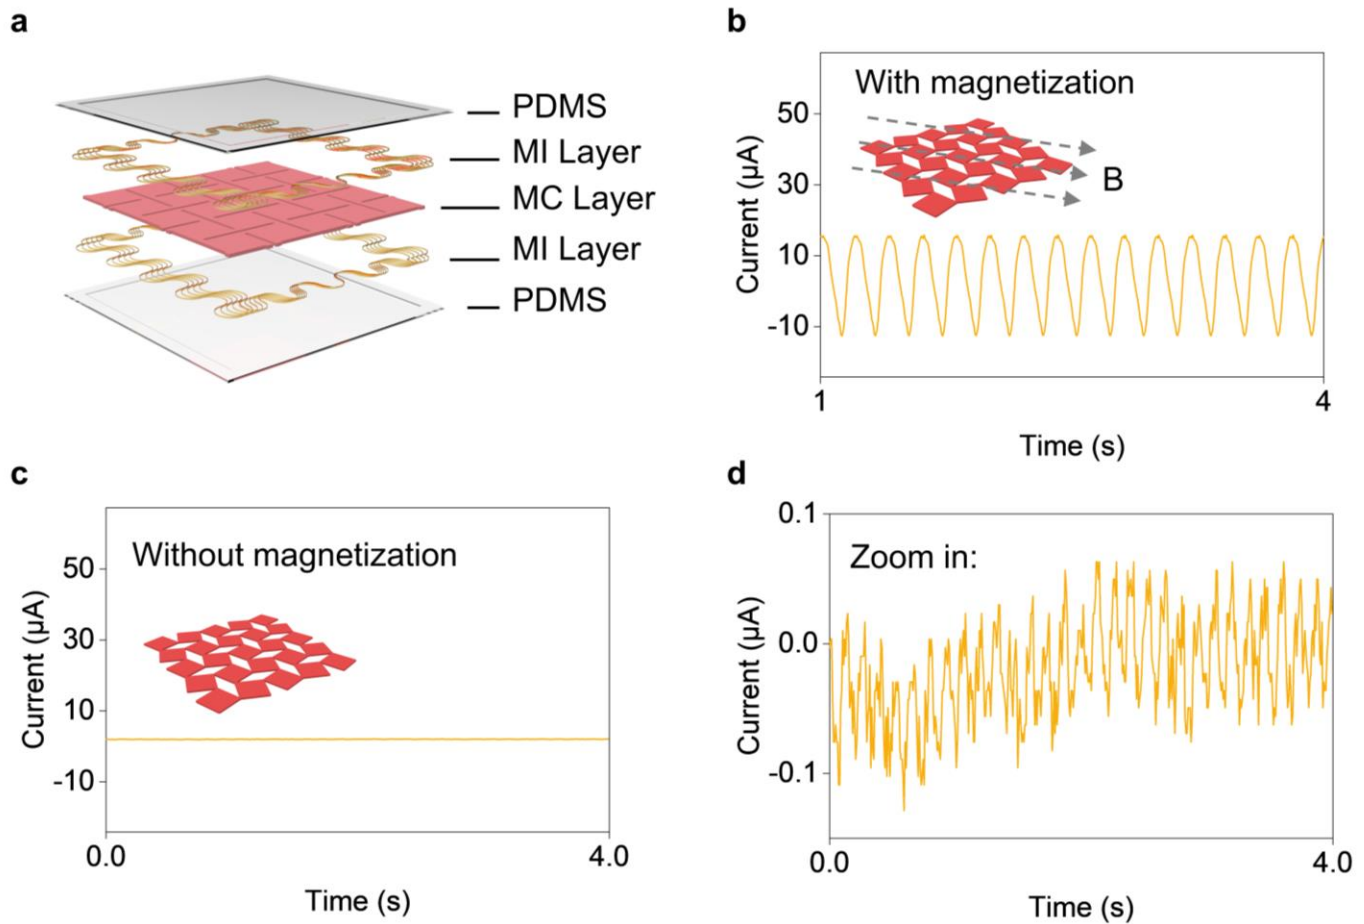 a
PDMS
MI Layer
MC Layer
MI Layer
PDMS
b
With magnetization
B
50
30
10
-10
Current (µA)
1
4
Time (s)
c
Without magnetization
50
30
10
-10
Current (µA)
0.0
4.0
Time (s)
d
Zoom in:
0.1
0.0
-0.1
Current (µA)
0.0
4.0
Time (s)